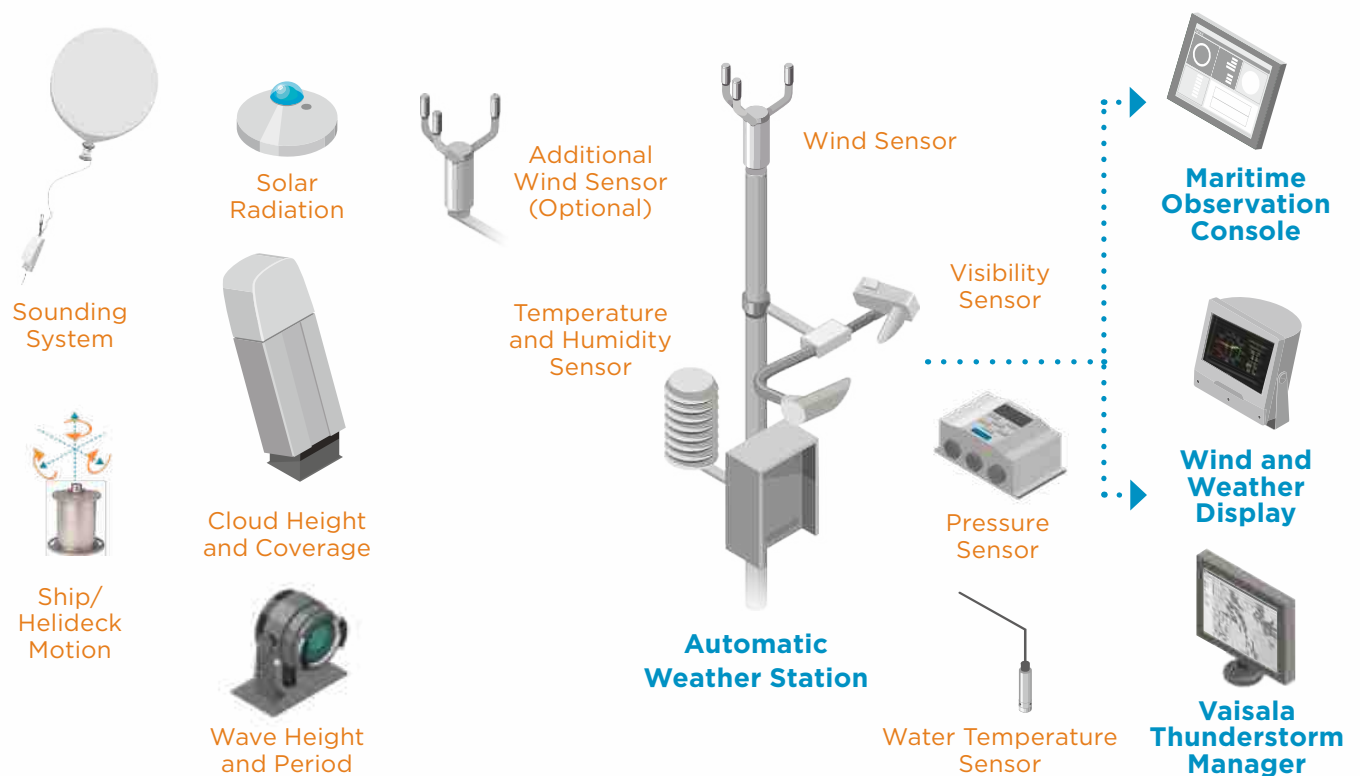 Sounding
System
Solar
Radiation
Additional
Wind Sensor
(Optional)
Wind Sensor
Maritime
Observation
Console
Temperature
and Humidity
Sensor
Visibility
Sensor
Cloud Height
and Coverage
Pressure
Sensor
Wind and
Weather
Display
Ship/
Helideck
Motion
Wave Height
and Period
Automatic
Weather Station
Water Temperature
Sensor
Vaisala
Thunderstorm
Manager